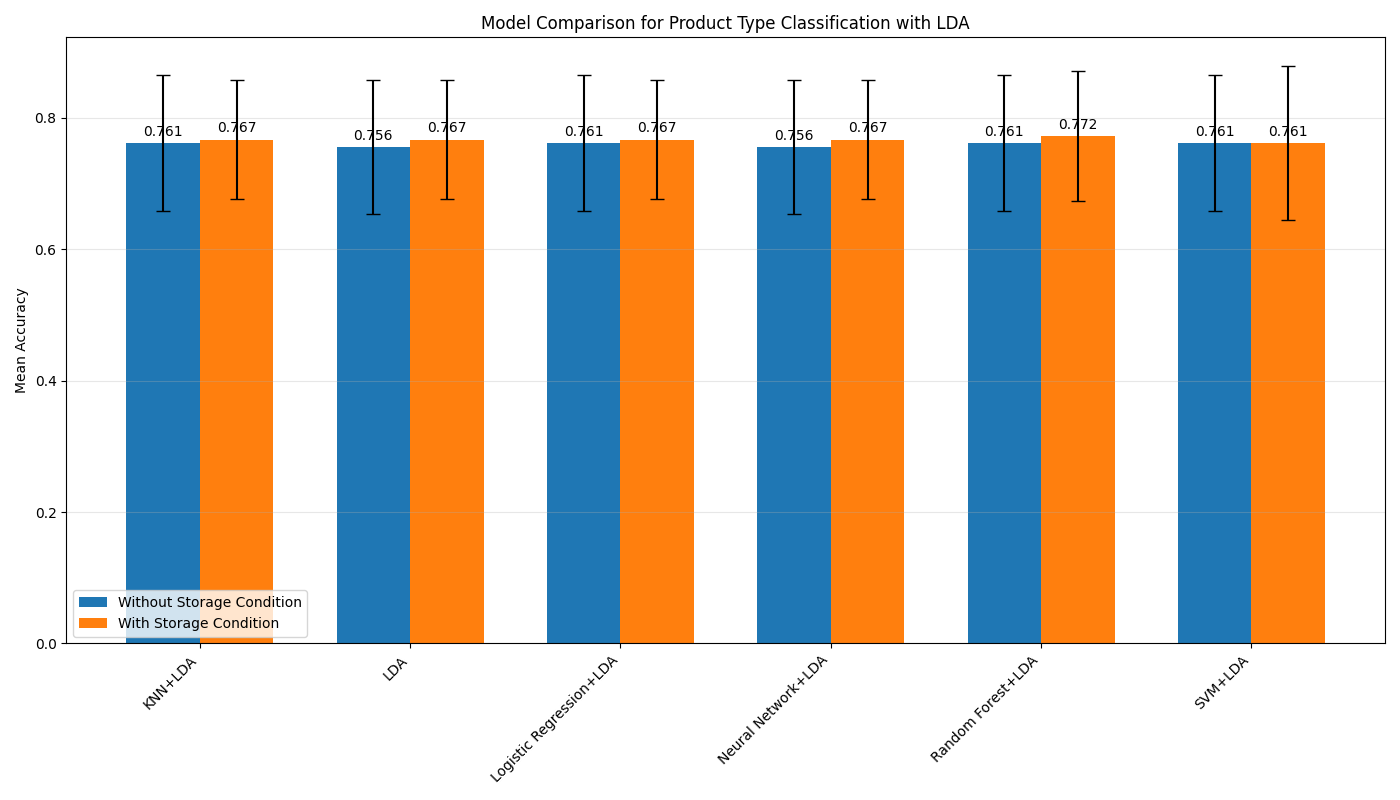 Model Comparison for Product Type Classification with LDA
Mean Accuracy
0.8
0.6
0.4
0.2
0.0
0.761
0.767
0.756
0.767
0.761
0.767
0.756
0.767
0.761
0.772
0.761
0.761
Without Storage Condition
With Storage Condition
KNN+LDA
LDA
Logistic Regression+LDA
Neural Network+LDA
Random Forest+LDA
SVM+LDA